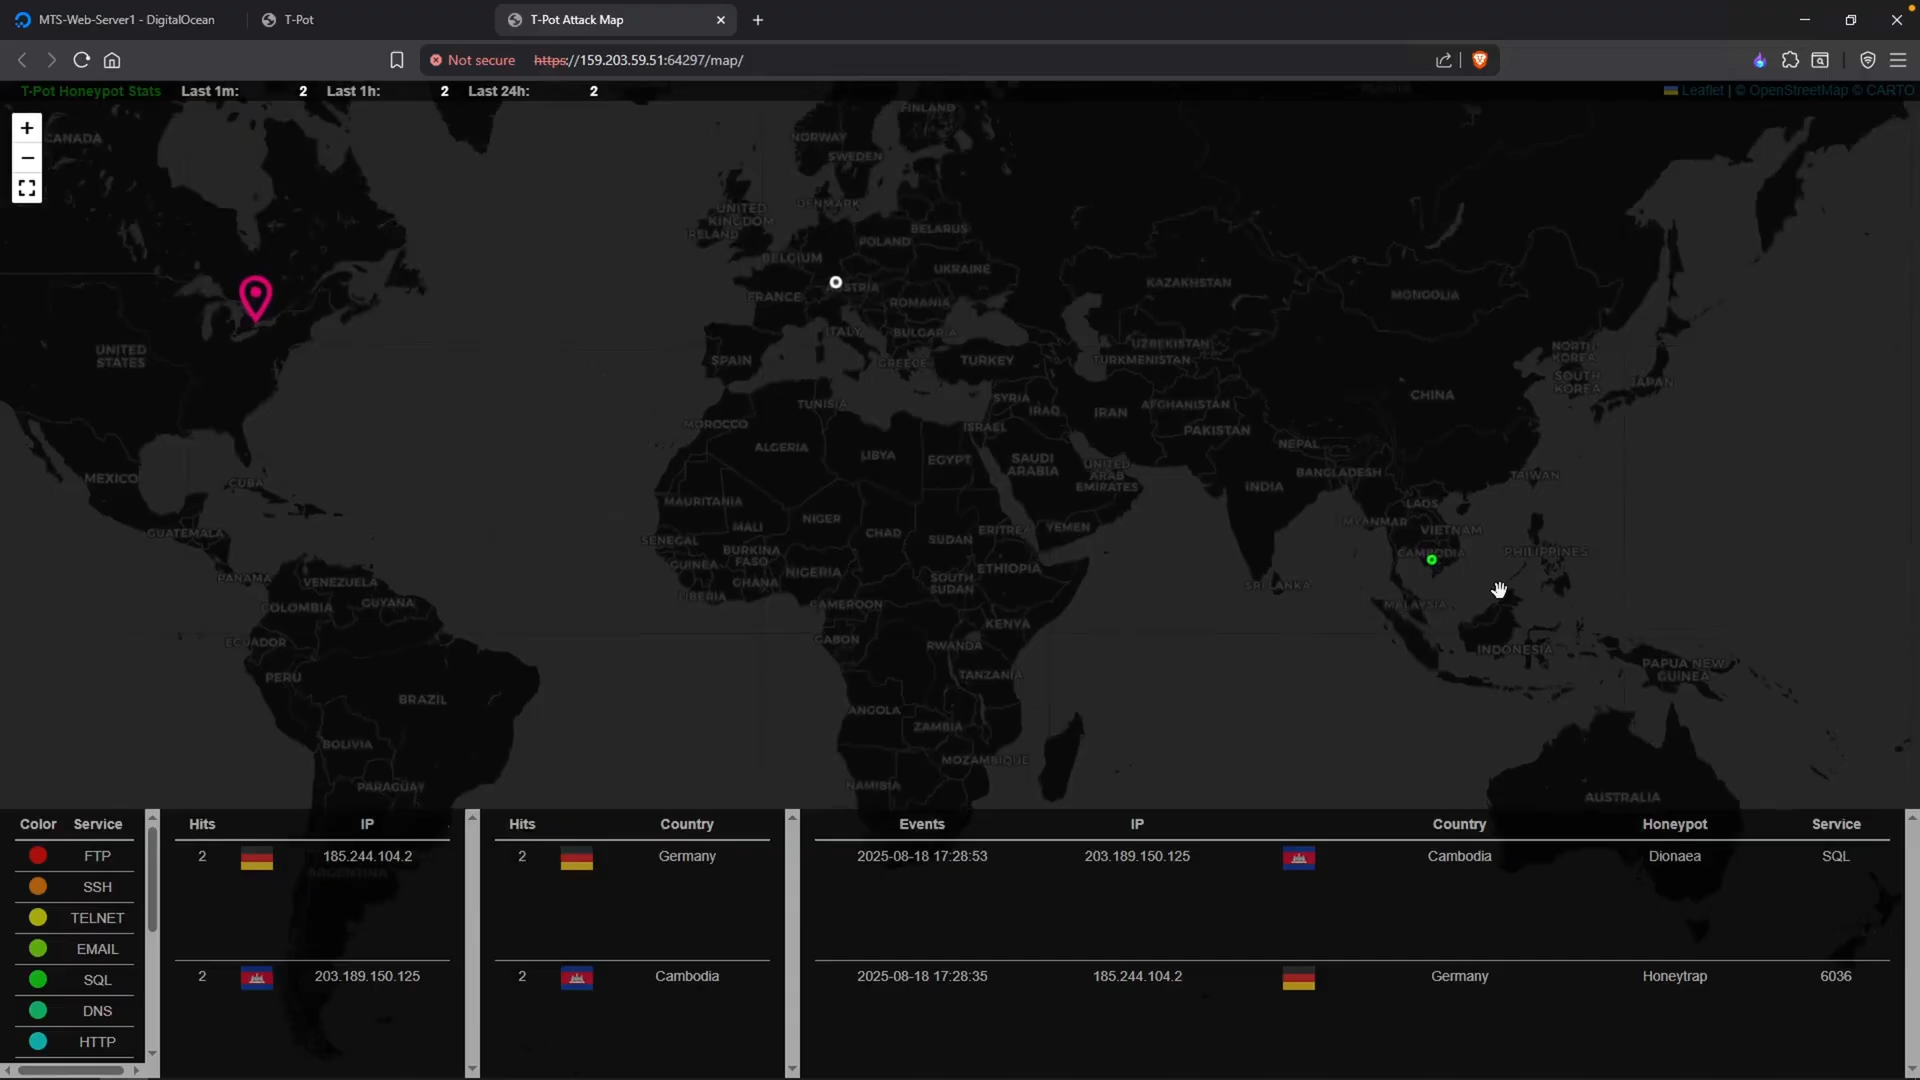 MTS-Web-Server1 - DigitalOcean
T-Pot
T-Pot Attack Map
Not secure
https://159.203.59.51:64297/map/
T-Pot Honeypot Stats Last 1m: 2 Last 1h: 2 Last 24h: 2
Leaflet | © OpenStreetMap © CARTO
+
−
CANADA
FINLAND
NORWAY
SWEDEN
UNITED
KINGDOM
DENMARK
IRELAND
BELARUS
POLAND
BELGIUM
UKRAINE
KAZAKHSTAN
MONGOLIA
FRANCE
ROMANIA
ITALY
BULGARIA
UZBEKISTAN
TURKMENISTAN
NORTH
KOREA
SOUTH
KOREA
JAPAN
UNITED
STATES
SPAIN
GREECE
TURKEY
SYRIA
IRAQ
IRAN
AFGHANISTAN
CHINA
TUNISIA
MOROCCO
ISRAEL
PAKISTAN
ALGERIA
LIBYA
EGYPT
SAUDI
ARABIA
UNITED
ARAB
EMIRATES
NEPAL
BANGLADESH
INDIA
TAIWAN
MEXICO
CUBA
MAURITANIA
LAOS
MYANMAR
VIETNAM
GUATEMALA
MALI
NIGER
CHAD
SUDAN
ERITREA
YEMEN
SENEGAL
BURKINA
FASO
CAMBODIA
PHILIPPINES
GUINEA
GHANA
NIGERIA
SOUTH
SUDAN
ETHIOPIA
SRI LANKA
PANAMA
VENEZUELA
LIBERIA
CAMEROON
MALAYSIA
COLOMBIA
GUYANA
KENYA
ECUADOR
GABON
RWANDA
INDONESIA
TANZANIA
PAPUA NEW
GUINEA
PERU
BRAZIL
ANGOLA
ZAMBIA
BOLIVIA
MOZAMBIQUE
PARAGUAY
NAMIBIA
AUSTRALIA
ARGENTINA
Color Service
FTP
SSH
TELNET
EMAIL
SQL
DNS
HTTP
Hits IP
2 185.244.104.2
2 203.189.150.125
Hits Country
2 Germany
2 Cambodia
Events IP Country Honeypot Service
2025-08-18 17:28:53 203.189.150.125 Cambodia Dionaea SQL
2025-08-18 17:28:35 185.244.104.2 Germany Honeytrap 6036